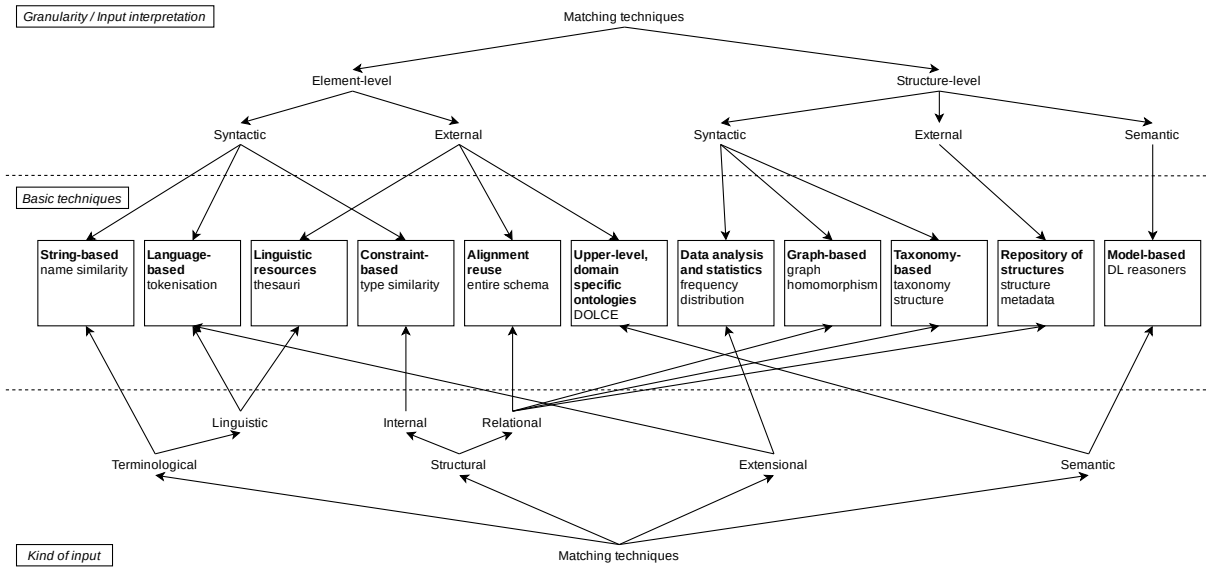 Granularity / Input interpretation
Matching techniques
Element-level
Structure-level
Syntactic
External
Syntactic
External
Semantic
Basic techniques
String-based
name similarity
Language-
based
tokenisation
Linguistic
resources
thesauri
Constraint-
based
type similarity
Alignment
reuse
entire schema
Upper-level,
domain
specific
ontologies
DOLCE
Data analysis
and statistics
frequency
distribution
Graph-based
graph
homomorphism
Taxonomy-
based
taxonomy
structure
Repository of
structures
structure
metadata
Model-based
DL reasoners
Linguistic
Internal
Relational
Terminological
Structural
Extensional
Semantic
Kind of input
Matching techniques